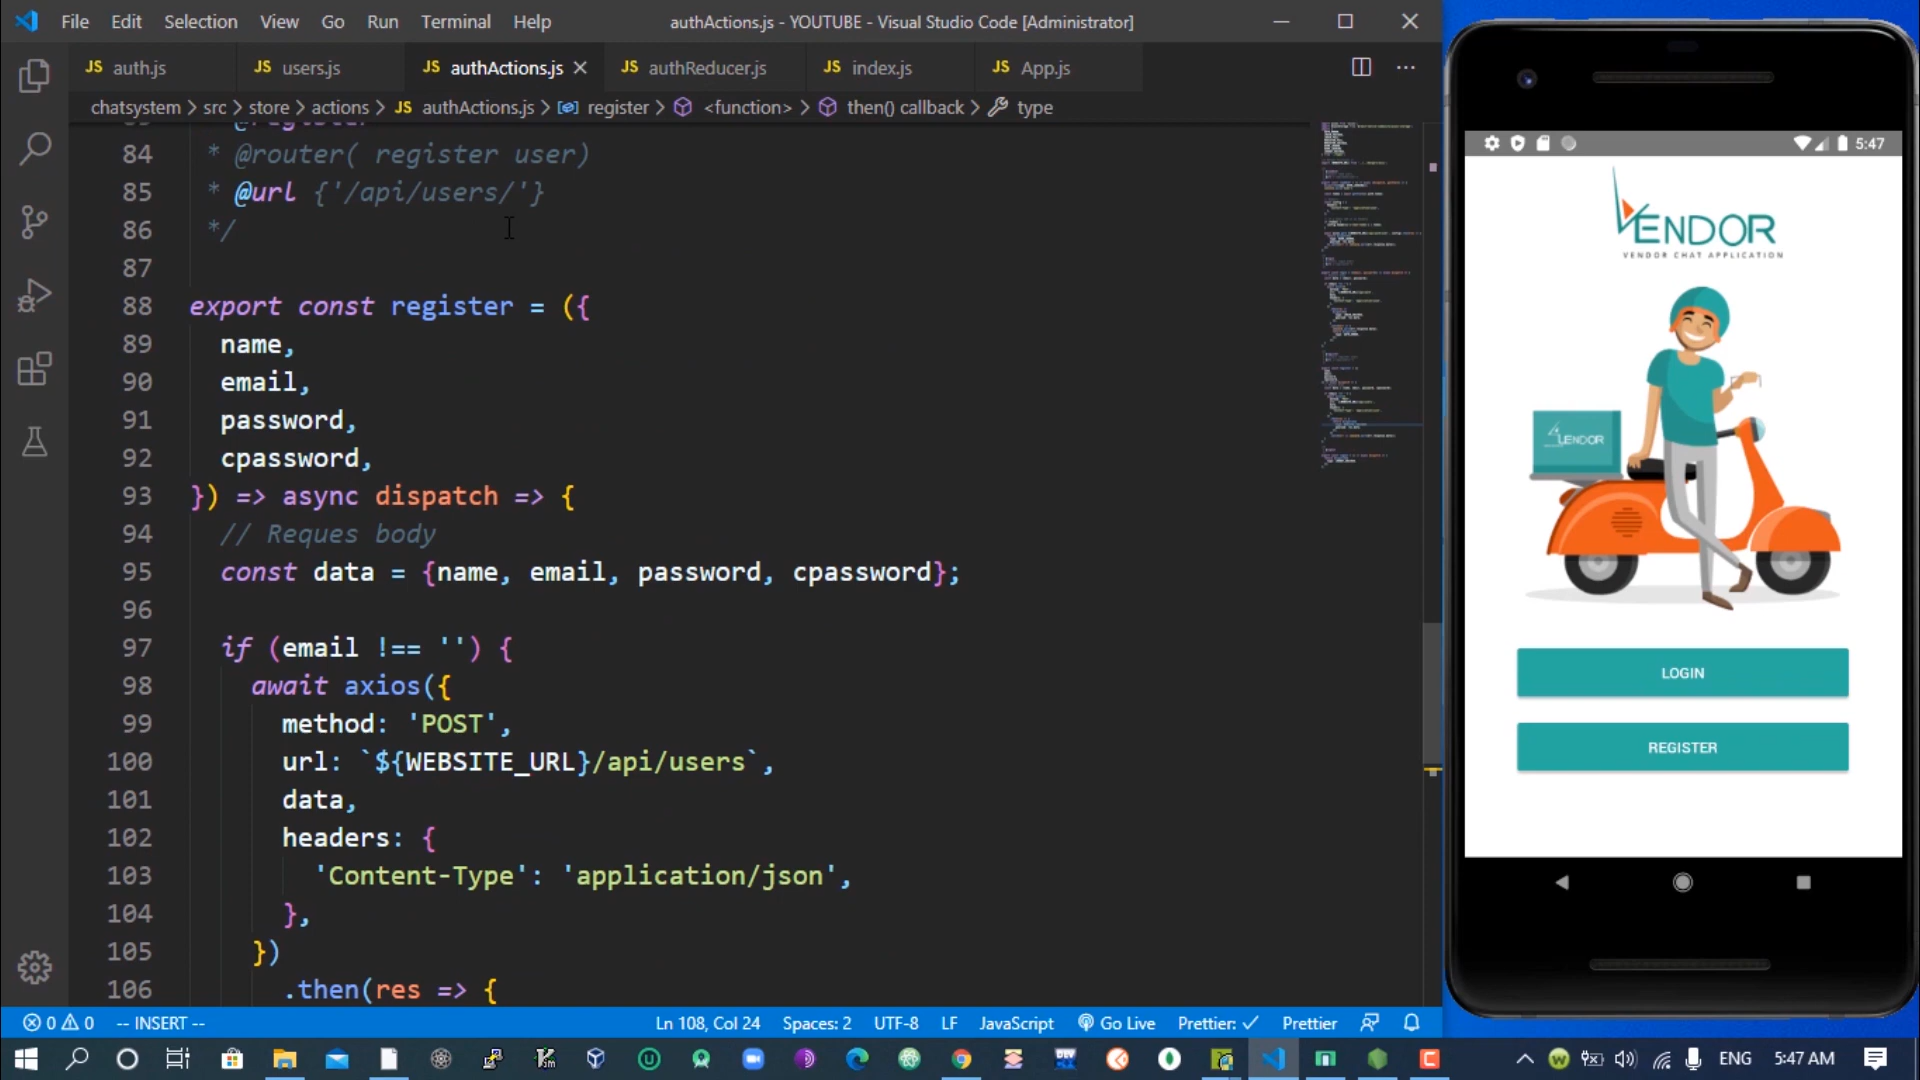 File Edit Selection View Go Run Terminal Help
authActions.js - YOUTUBE - Visual Studio Code [Administrator]
JS auth.js
JS users.js
JS authActions.js
JS authReducer.js
JS index.js
JS App.js
chatsystem > src > store > actions > JS authActions.js > register > <function> > then() callback > type
84 * @router( register user)
85 * @url {'/api/users/'}
86 */
87
88 export const register = ({
89 name,
90 email,
91 password,
92 cpassword,
93 }) => async dispatch => {
94 // Reques body
95 const data = {name, email, password, cpassword};
96
97 if (email !== '') {
98 await axios({
99 method: 'POST',
100 url: `${WEBSITE_URL}/api/users`,
101 data,
102 headers: {
103 'Content-Type': 'application/json',
104 },
105 })
106 .then(res => {
0 0 -- INSERT -- Ln 108, Col 24 Spaces: 2 UTF-8 LF JavaScript Go Live Prettier: ✓ Prettier
ENG 5:47 AM
5:47
VENDOR
VENDOR CHAT APPLICATION
VENDOR
LOGIN
REGISTER